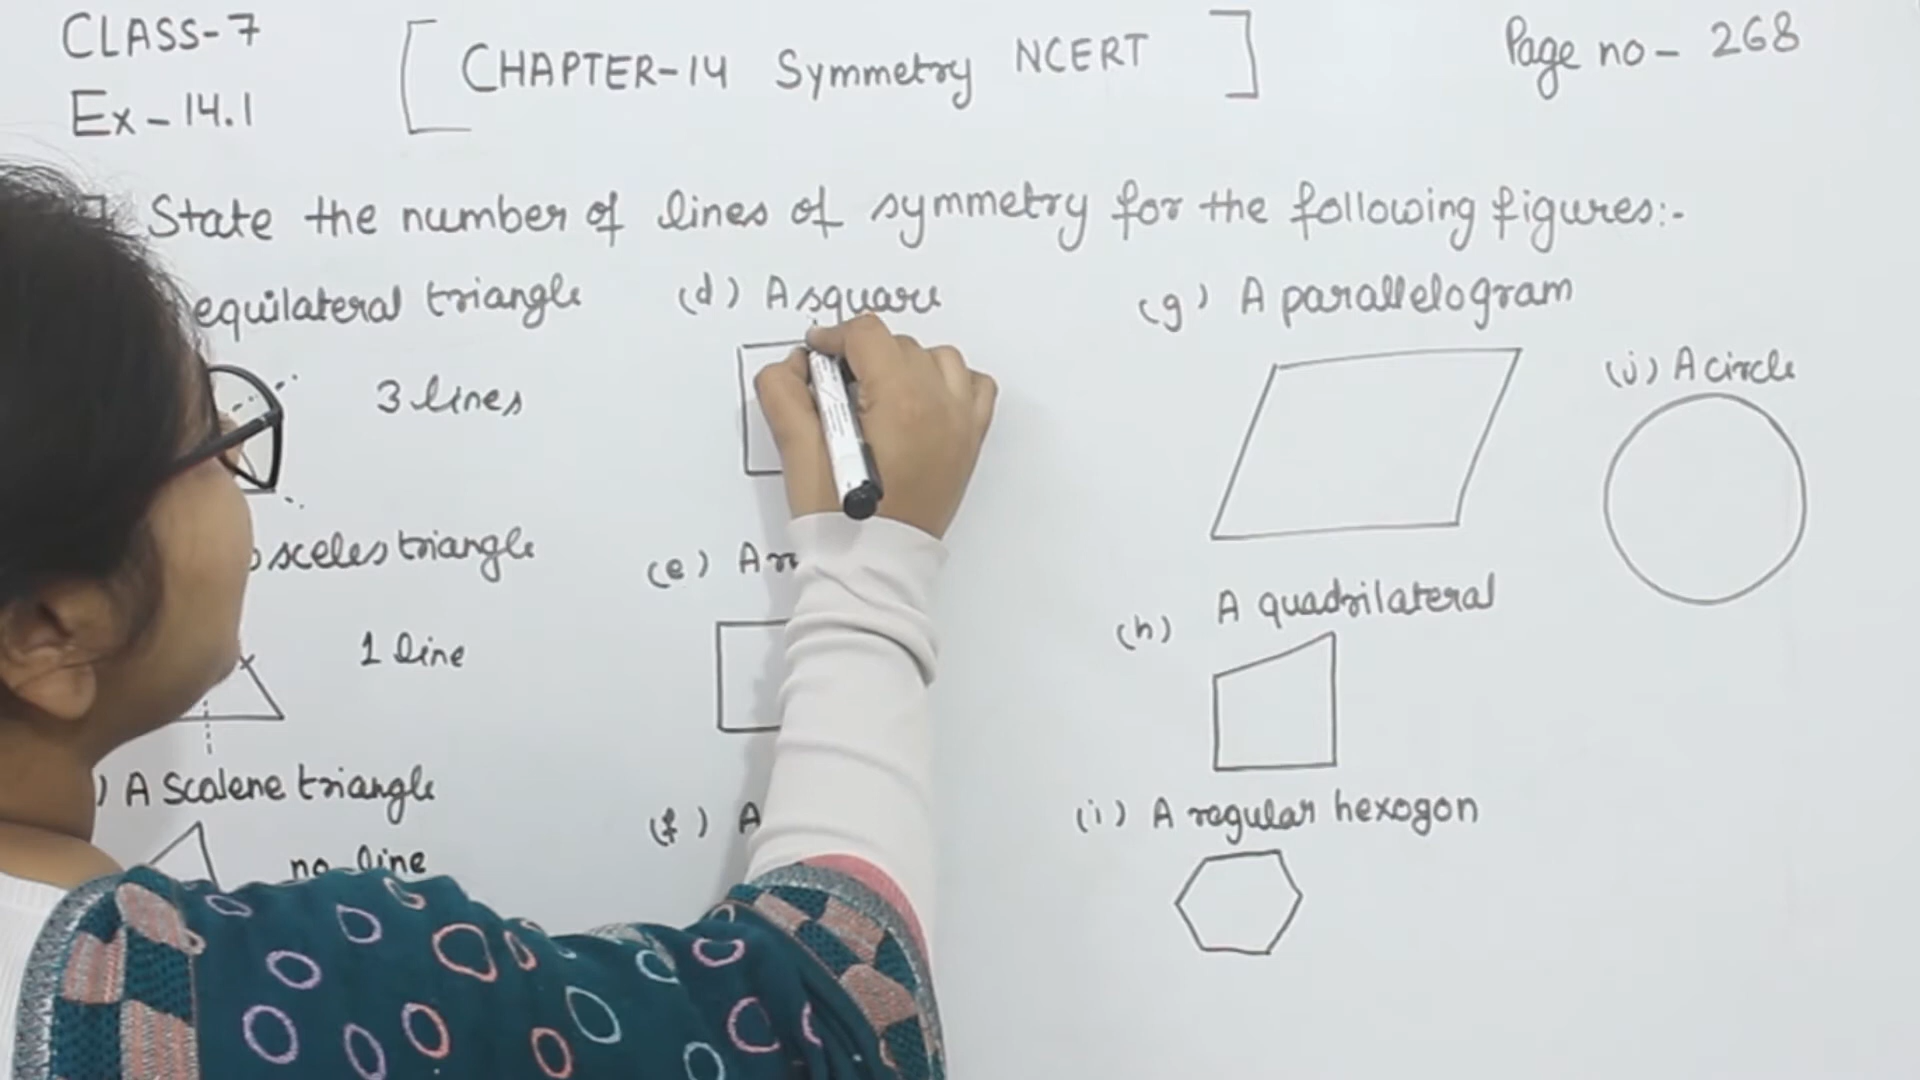 CLASS-7
Ex-14.1
[ CHAPTER-14 Symmetry NCERT ]
Page no- 268
State the number of lines of symmetry for the following figures:-
equilateral triangle
3 lines
sceles triangle
1 line
) A Scalene triangle
no line
(d) A square
(e) A
(f) A
(g) A parallelogram
(h) A quadrilateral
(i) A regular hexogon
(j) A circle